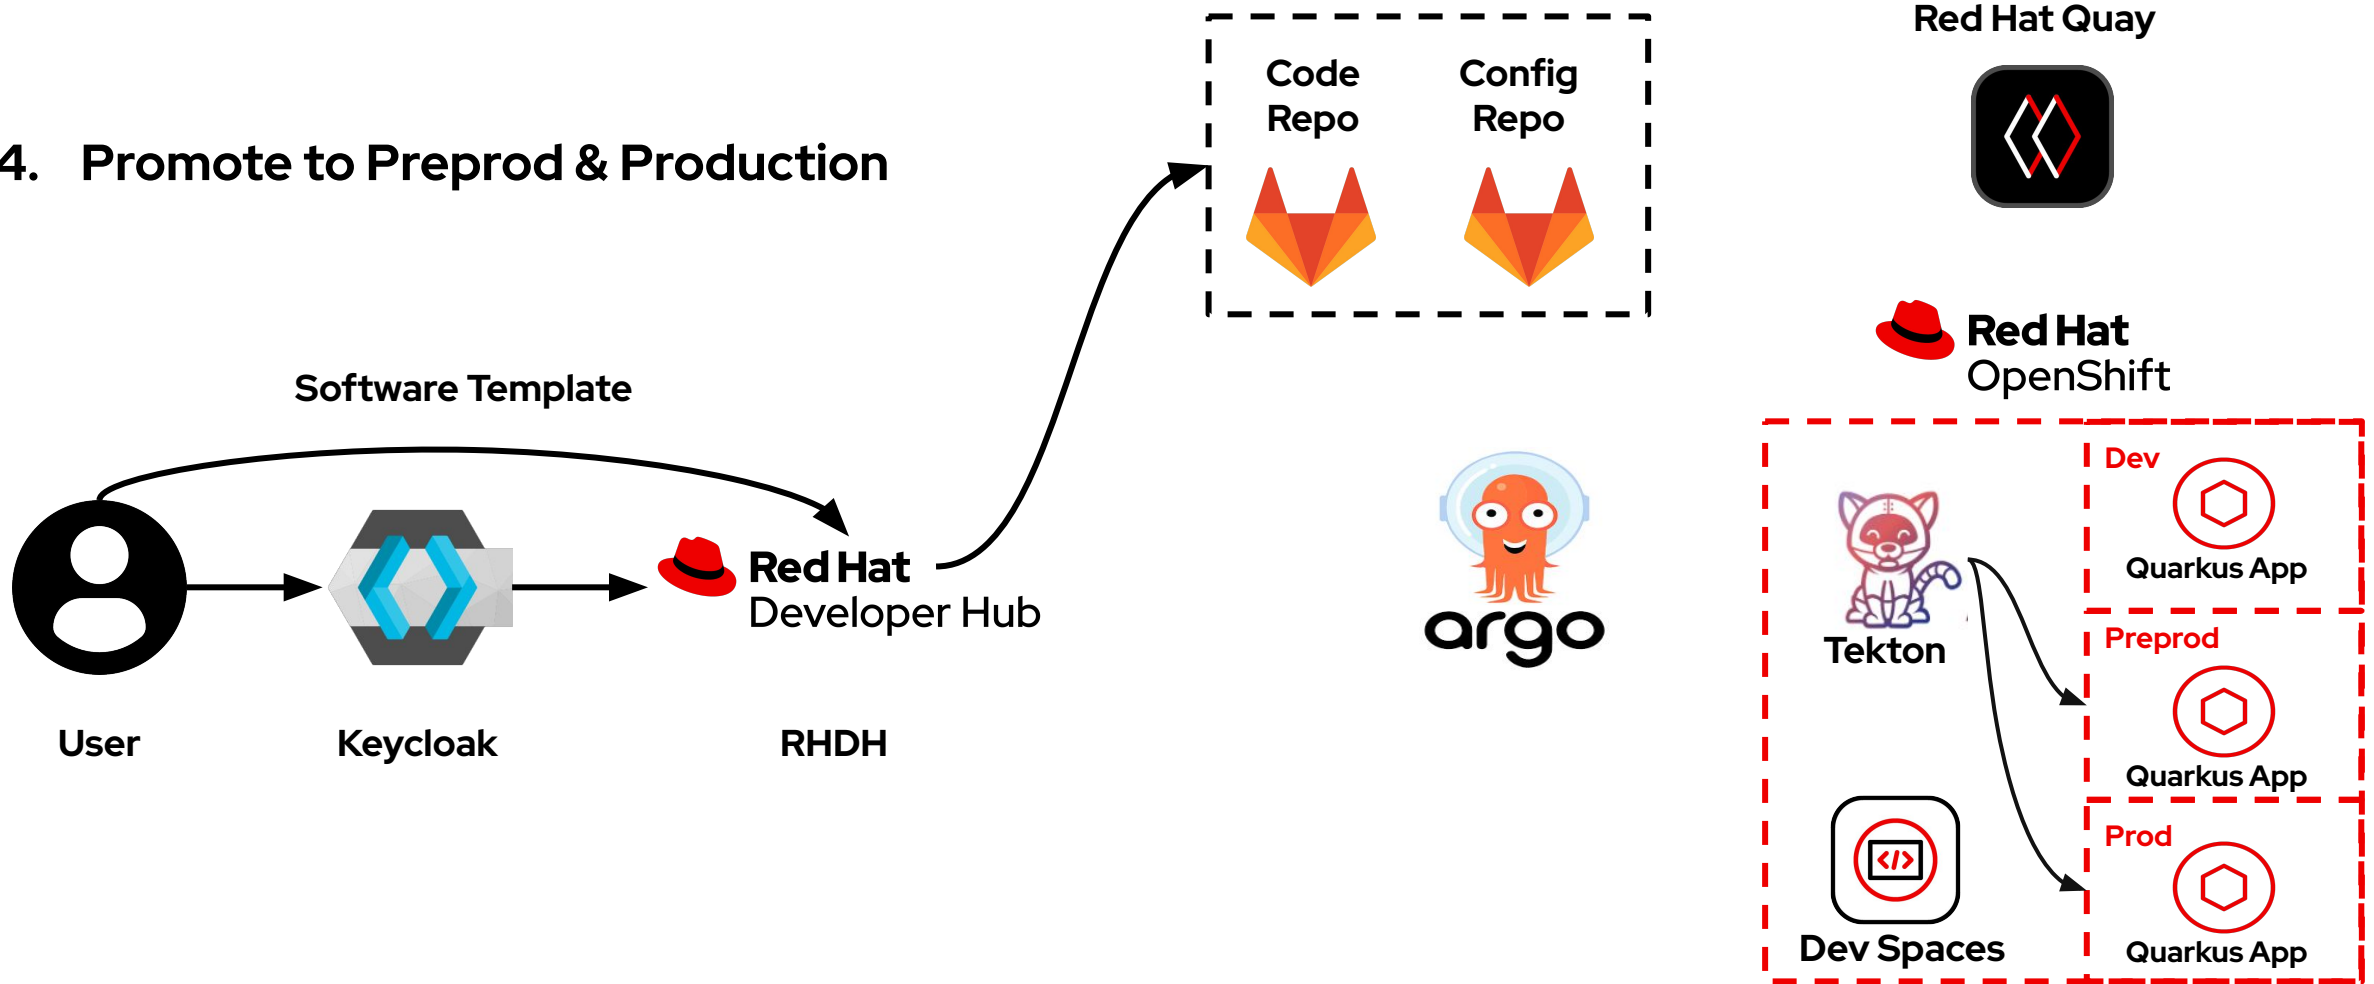 4. Promote to Preprod & Production
Software Template
User
Keycloak
Red Hat
Developer Hub
RHDH
Code
Repo
Config
Repo
argo
Red Hat Quay
Red Hat
OpenShift
Tekton
Dev Spaces
Dev
Quarkus App
Preprod
Quarkus App
Prod
Quarkus App